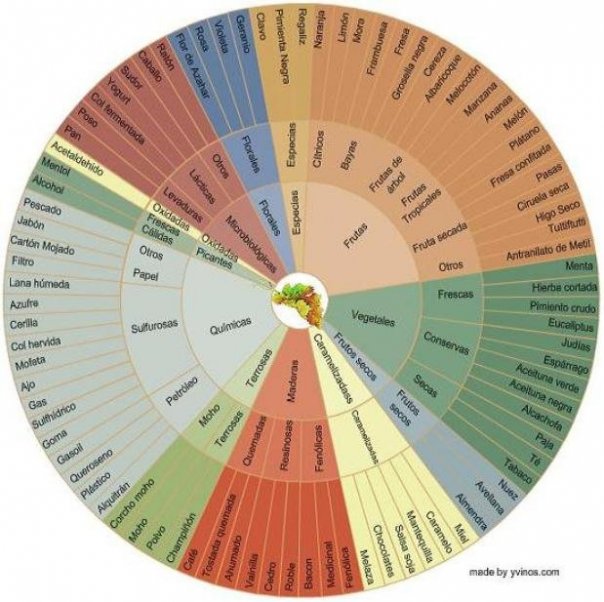 Naranja
Limón
Mora
Frambuesa
Fresa
Grosella negra
Cereza
Albaricoque
Melocotón
Manzana
Ananas
Melón
Plátano
Fresa confitada
Pasas
Ciruela seca
Higo Seco
Tuttifrutti
Antranilato de Metil
Menta
Hierba cortada
Pimiento crudo
Eucaliptus
Judías
Espárrago
Aceituna verde
Aceituna negra
Alcachofa
Paja
Té
Tabaco
Nuez
Avellana
Almendra
Miel
Caramelo
Mantequilla
Salsa soja
Chocolates
Melaza
Fenólica
Medicinal
Bacon
Roble
Cedro
Vainilla
Ahumado
Tostada quemada
Café
Champiñón
Polvo
Moho
Corcho moho
Alquitrán
Plástico
Queroseno
Gasoil
Goma
Sulfhídrico
Gas
Ajo
Mofeta
Col hervida
Cerilla
Azufre
Lana húmeda
Filtro
Cartón Mojado
Jabón
Pescado
Alcohol
Mentol
Acetaldehido
Pan
Poso
Col fermentada
Yogurt
Sudor
Caballo
Ratón
Flor de Azahar
Rosa
Violeta
Geranio
Clavo
Pimienta Negra
Regaliz
Cítricos
Bayes
Frutas de
árbol
Frutas
Tropicales
Fruta secada
Otros
Frescas
Conservas
Secas
Frutos
secos
Caramelizadas
Fenólicas
Resinosas
Quemadas
Terrosas
Moho
Petróleo
Sulfurosas
Papel
Otros
Cálidas
Frescas
Oxidadas
Levaduras
Lácticas
Otros
Florales
Especias
Frutas
Vegetales
Frutos secos
Caramelizadass
Maderas
Terrosas
Químicas
Picantes
Oxidadas
Microbiológicas
Florales
Especias
made by yvinos.com